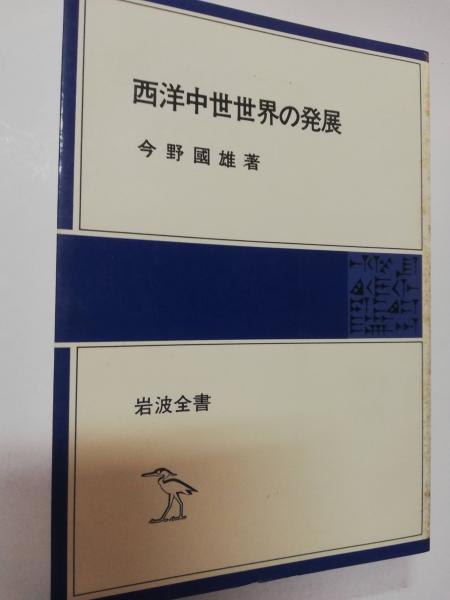 西洋中世世界の発展
今野國雄著
岩波全書